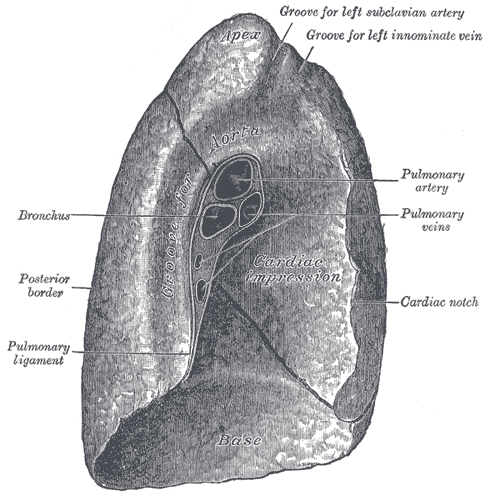 Groove for left subclavian artery
Groove for left innominate vein
Apex
Groove for Aorta
Pulmonary
artery
Bronchus
Pulmonary
veins
Cardiac
impression
Posterior
border
Cardiac notch
Pulmonary
ligament
Base